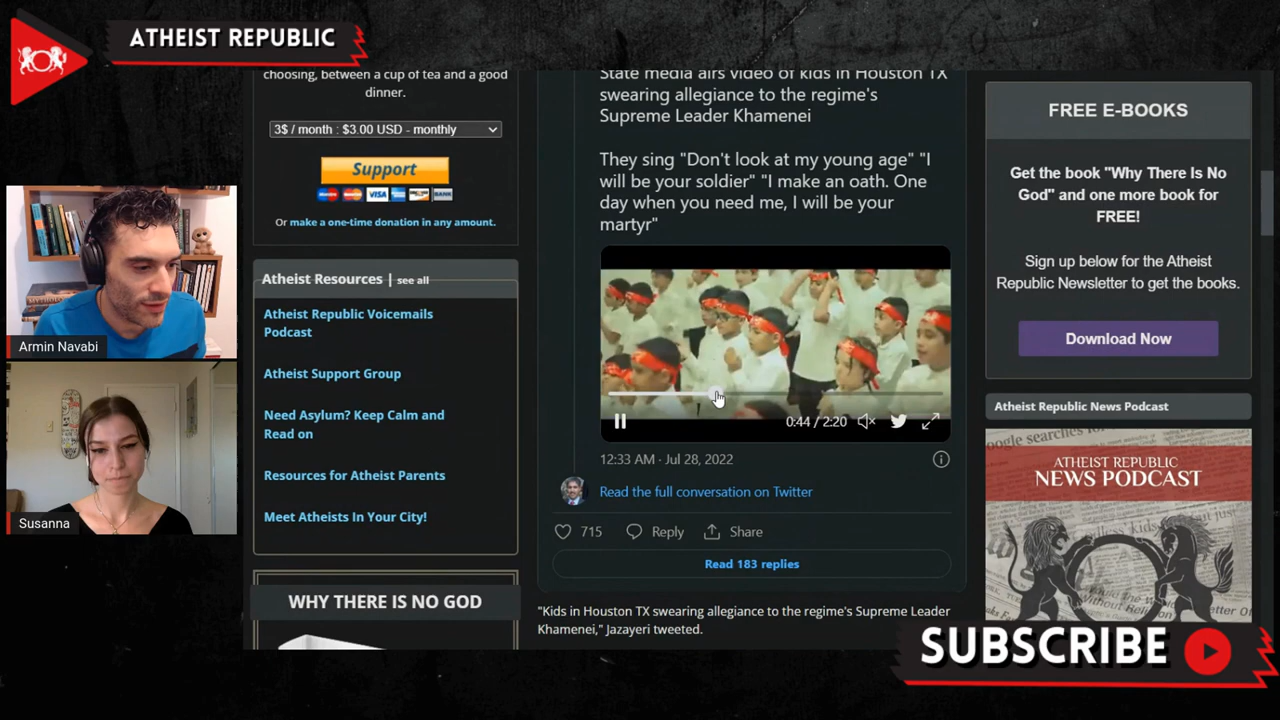 ATHEIST REPUBLIC
choosing, between a cup of tea and a good
dinner.
3$ / month : $3.00 USD - monthly
Support
VISA
Or make a one-time donation in any amount.
Armin Navabi
Susanna
Atheist Resources | see all
Atheist Republic Voicemails
Podcast
Atheist Support Group
Need Asylum? Keep Calm and
Read on
Resources for Atheist Parents
Meet Atheists In Your City!
WHY THERE IS NO GOD
State media airs video of kids in Houston TX
swearing allegiance to the regime's
Supreme Leader Khamenei
They sing "Don't look at my young age" "I
will be your soldier" "I make an oath. One
day when you need me, I will be your
martyr"
0:44 / 2:20
12:33 AM · Jul 28, 2022
Read the full conversation on Twitter
715 Reply Share
Read 183 replies
"Kids in Houston TX swearing allegiance to the regime's Supreme Leader
Khamenei," Jazayeri tweeted.
FREE E-BOOKS
Get the book "Why There Is No
God" and one more book for
FREE!
Sign up below for the Atheist
Republic Newsletter to get the books.
Download Now
Atheist Republic News Podcast
ATHEIST REPUBLIC
NEWS PODCAST
SUBSCRIBE